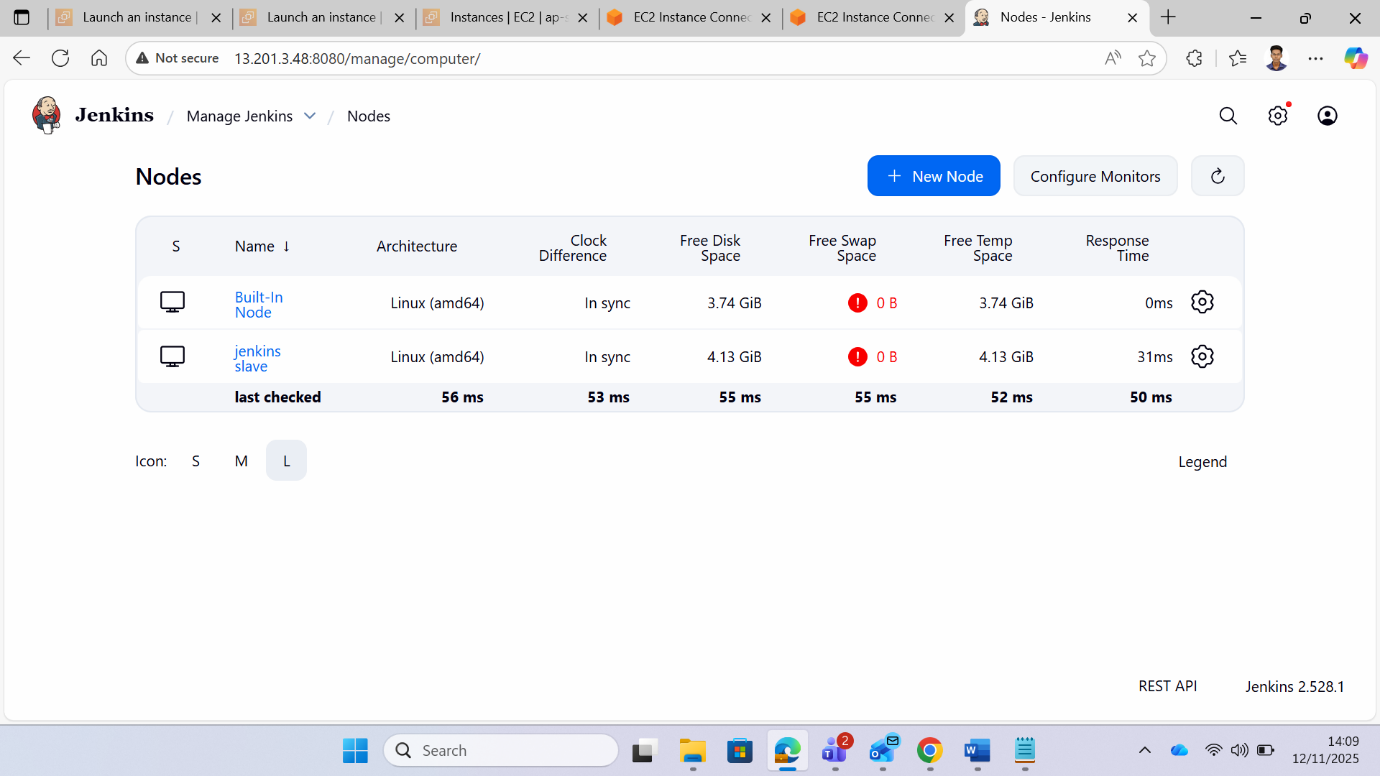 Launch an instance |
Launch an instance |
Instances | EC2 | ap-s
EC2 Instance Connec
EC2 Instance Connec
Nodes - Jenkins
Not secure 13.201.3.48:8080/manage/computer/
Jenkins / Manage Jenkins / Nodes
Nodes
+ New Node
Configure Monitors
S Name ↓ Architecture Clock Difference Free Disk Space Free Swap Space Free Temp Space Response Time
Built-In Node Linux (amd64) In sync 3.74 GiB ! 0 B 3.74 GiB 0ms
jenkins slave Linux (amd64) In sync 4.13 GiB ! 0 B 4.13 GiB 31ms
last checked 56 ms 53 ms 55 ms 55 ms 52 ms 50 ms
Icon: S M L
Legend
REST API Jenkins 2.528.1
Search
2
14:09
12/11/2025